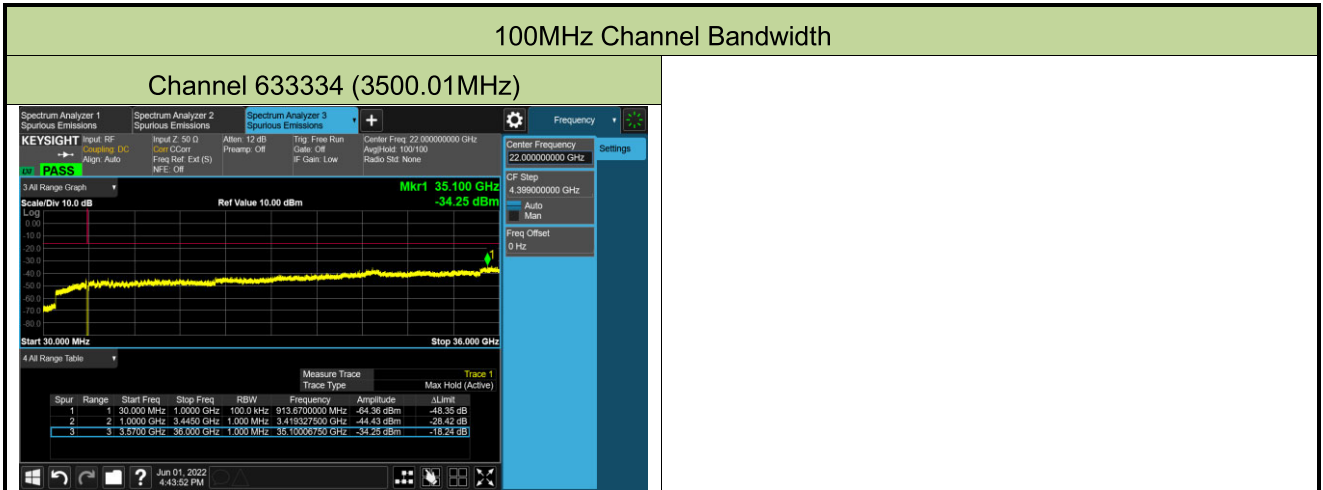 100MHz Channel Bandwidth
Channel 633334 (3500.01MHz)
Spectrum Analyzer 1 Spurious Emissions
Spectrum Analyzer 2 Spurious Emissions
Spectrum Analyzer 3 Spurious Emissions
Frequency
KEYSIGHT
Input: RF
Coupling: DC
Align: Auto
Input Z: 50 Ω
Corr CCorr
Freq Ref: Ext (S)
NFE: Off
Atten: 12 dB
Preamp: Off
Trig: Free Run
Gate: Off
IF Gain: Low
Center Freq: 22.000000000 GHz
Avg|Hold: 100/100
Radio Std: None
PASS
Center Frequency
22.000000000 GHz
Settings
CF Step
4.399000000 GHz
Auto
Man
Freq Offset
0 Hz
3 All Range Graph
Mkr1 35.100 GHz
-34.25 dBm
Scale/Div 10.0 dB
Ref Value 10.00 dBm
Log
0.00
-10.0
-20.0
-30.0
-40.0
-50.0
-60.0
-70.0
-80.0
1
Start 30.000 MHz
Stop 36.000 GHz
4 All Range Table
Measure Trace Trace 1
Trace Type Max Hold (Active)
Spur Range Start Freq Stop Freq RBW Frequency Amplitude ΔLimit
1 1 30.000 MHz 1.0000 GHz 100.0 kHz 913.6700000 MHz -64.36 dBm -48.35 dB
2 2 1.0000 GHz 3.4450 GHz 1.000 MHz 3.419327500 GHz -44.43 dBm -28.42 dB
3 3 3.5700 GHz 36.000 GHz 1.000 MHz 35.10006750 GHz -34.25 dBm -18.24 dB
Jun 01, 2022
4:43:52 PM